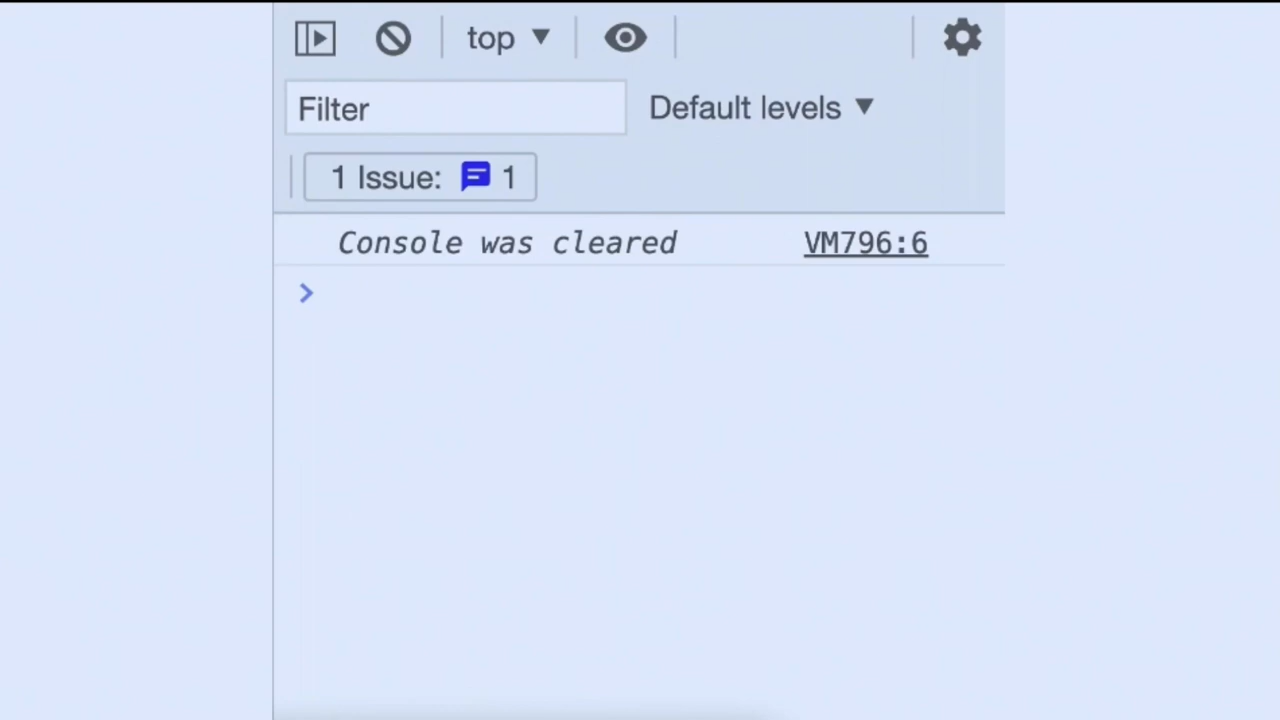 top
Filter
Default levels
1 Issue: 1
Console was cleared VM796:6